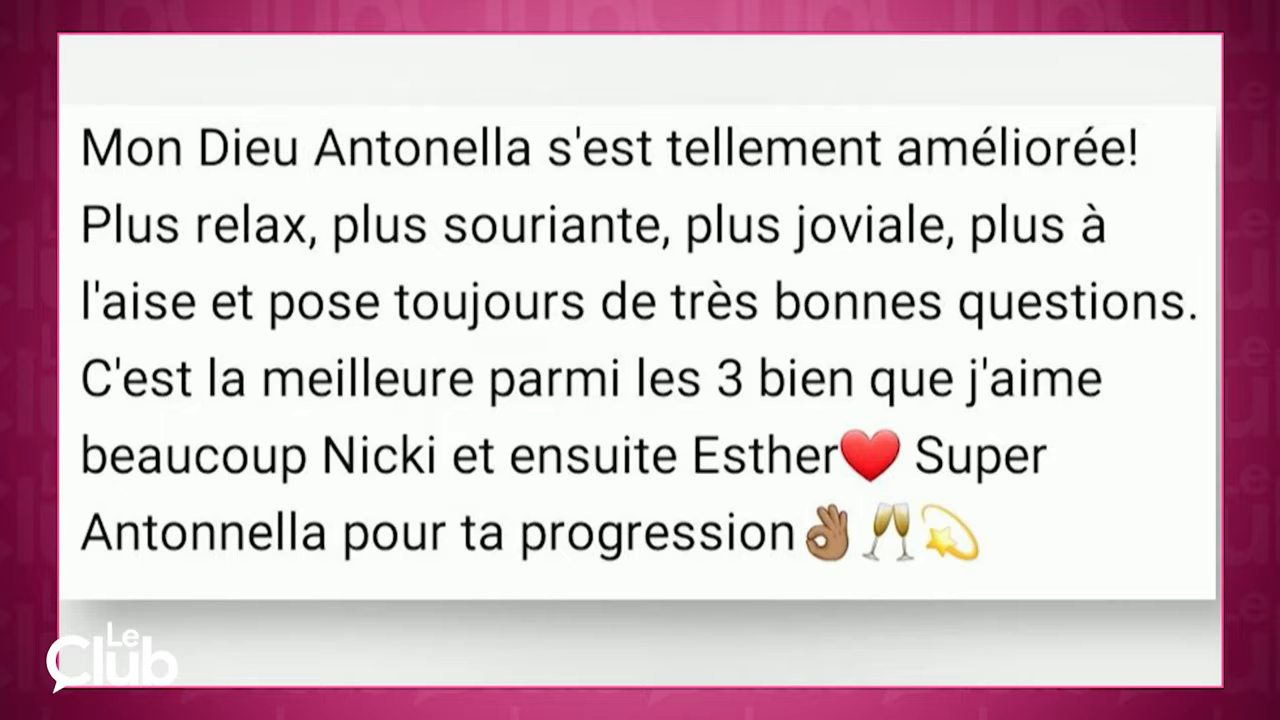 Mon Dieu Antonella s'est tellement améliorée!
Plus relax, plus souriante, plus joviale, plus à
l'aise et pose toujours de très bonnes questions.
C'est la meilleure parmi les 3 bien que j'aime
beaucoup Nicki et ensuite Esther❤️ Super
Antonnella pour ta progression👌🏽🥂💫
Le
Club